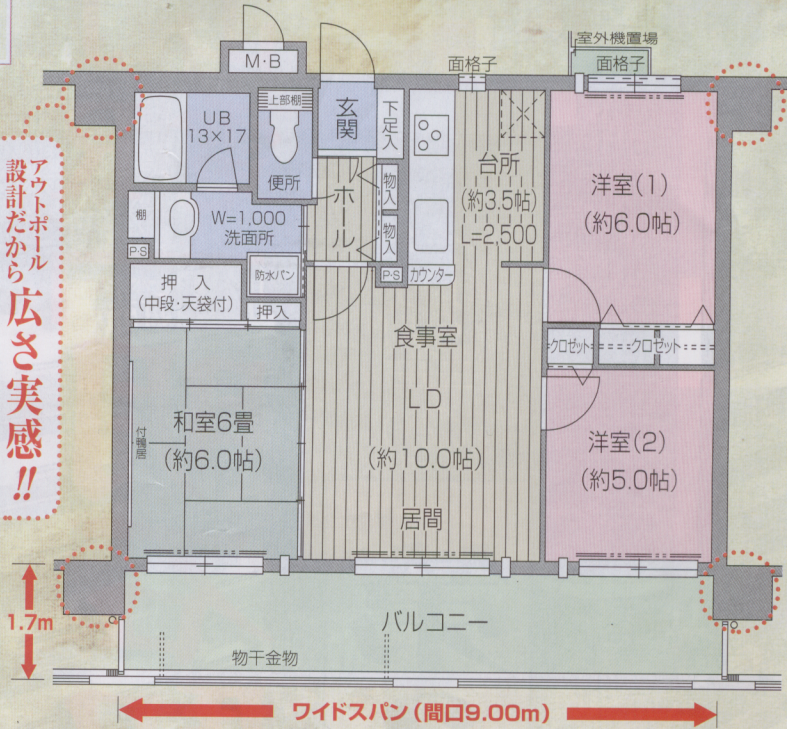 室外機置場
M・B
面格子
面格子
上部棚
UB
13×17
便所
玄関
下足入
台所
(約3.5帖)
L=2,500
洋室(1)
(約6.0帖)
アウトポール
設計だから
広さ実感!!
棚
W=1,000
洗面所
ホール
物入
物入
P・S
P・S
カウンター
押入
(中段・天袋付)
防水パン
押入
食事室
LD
(約10.0帖)
居間
クロゼット
クロゼット
和室6畳
(約6.0帖)
付鴨居
洋室(2)
(約5.0帖)
1.7m
バルコニー
物干金物
ワイドスパン(間口9.00m)